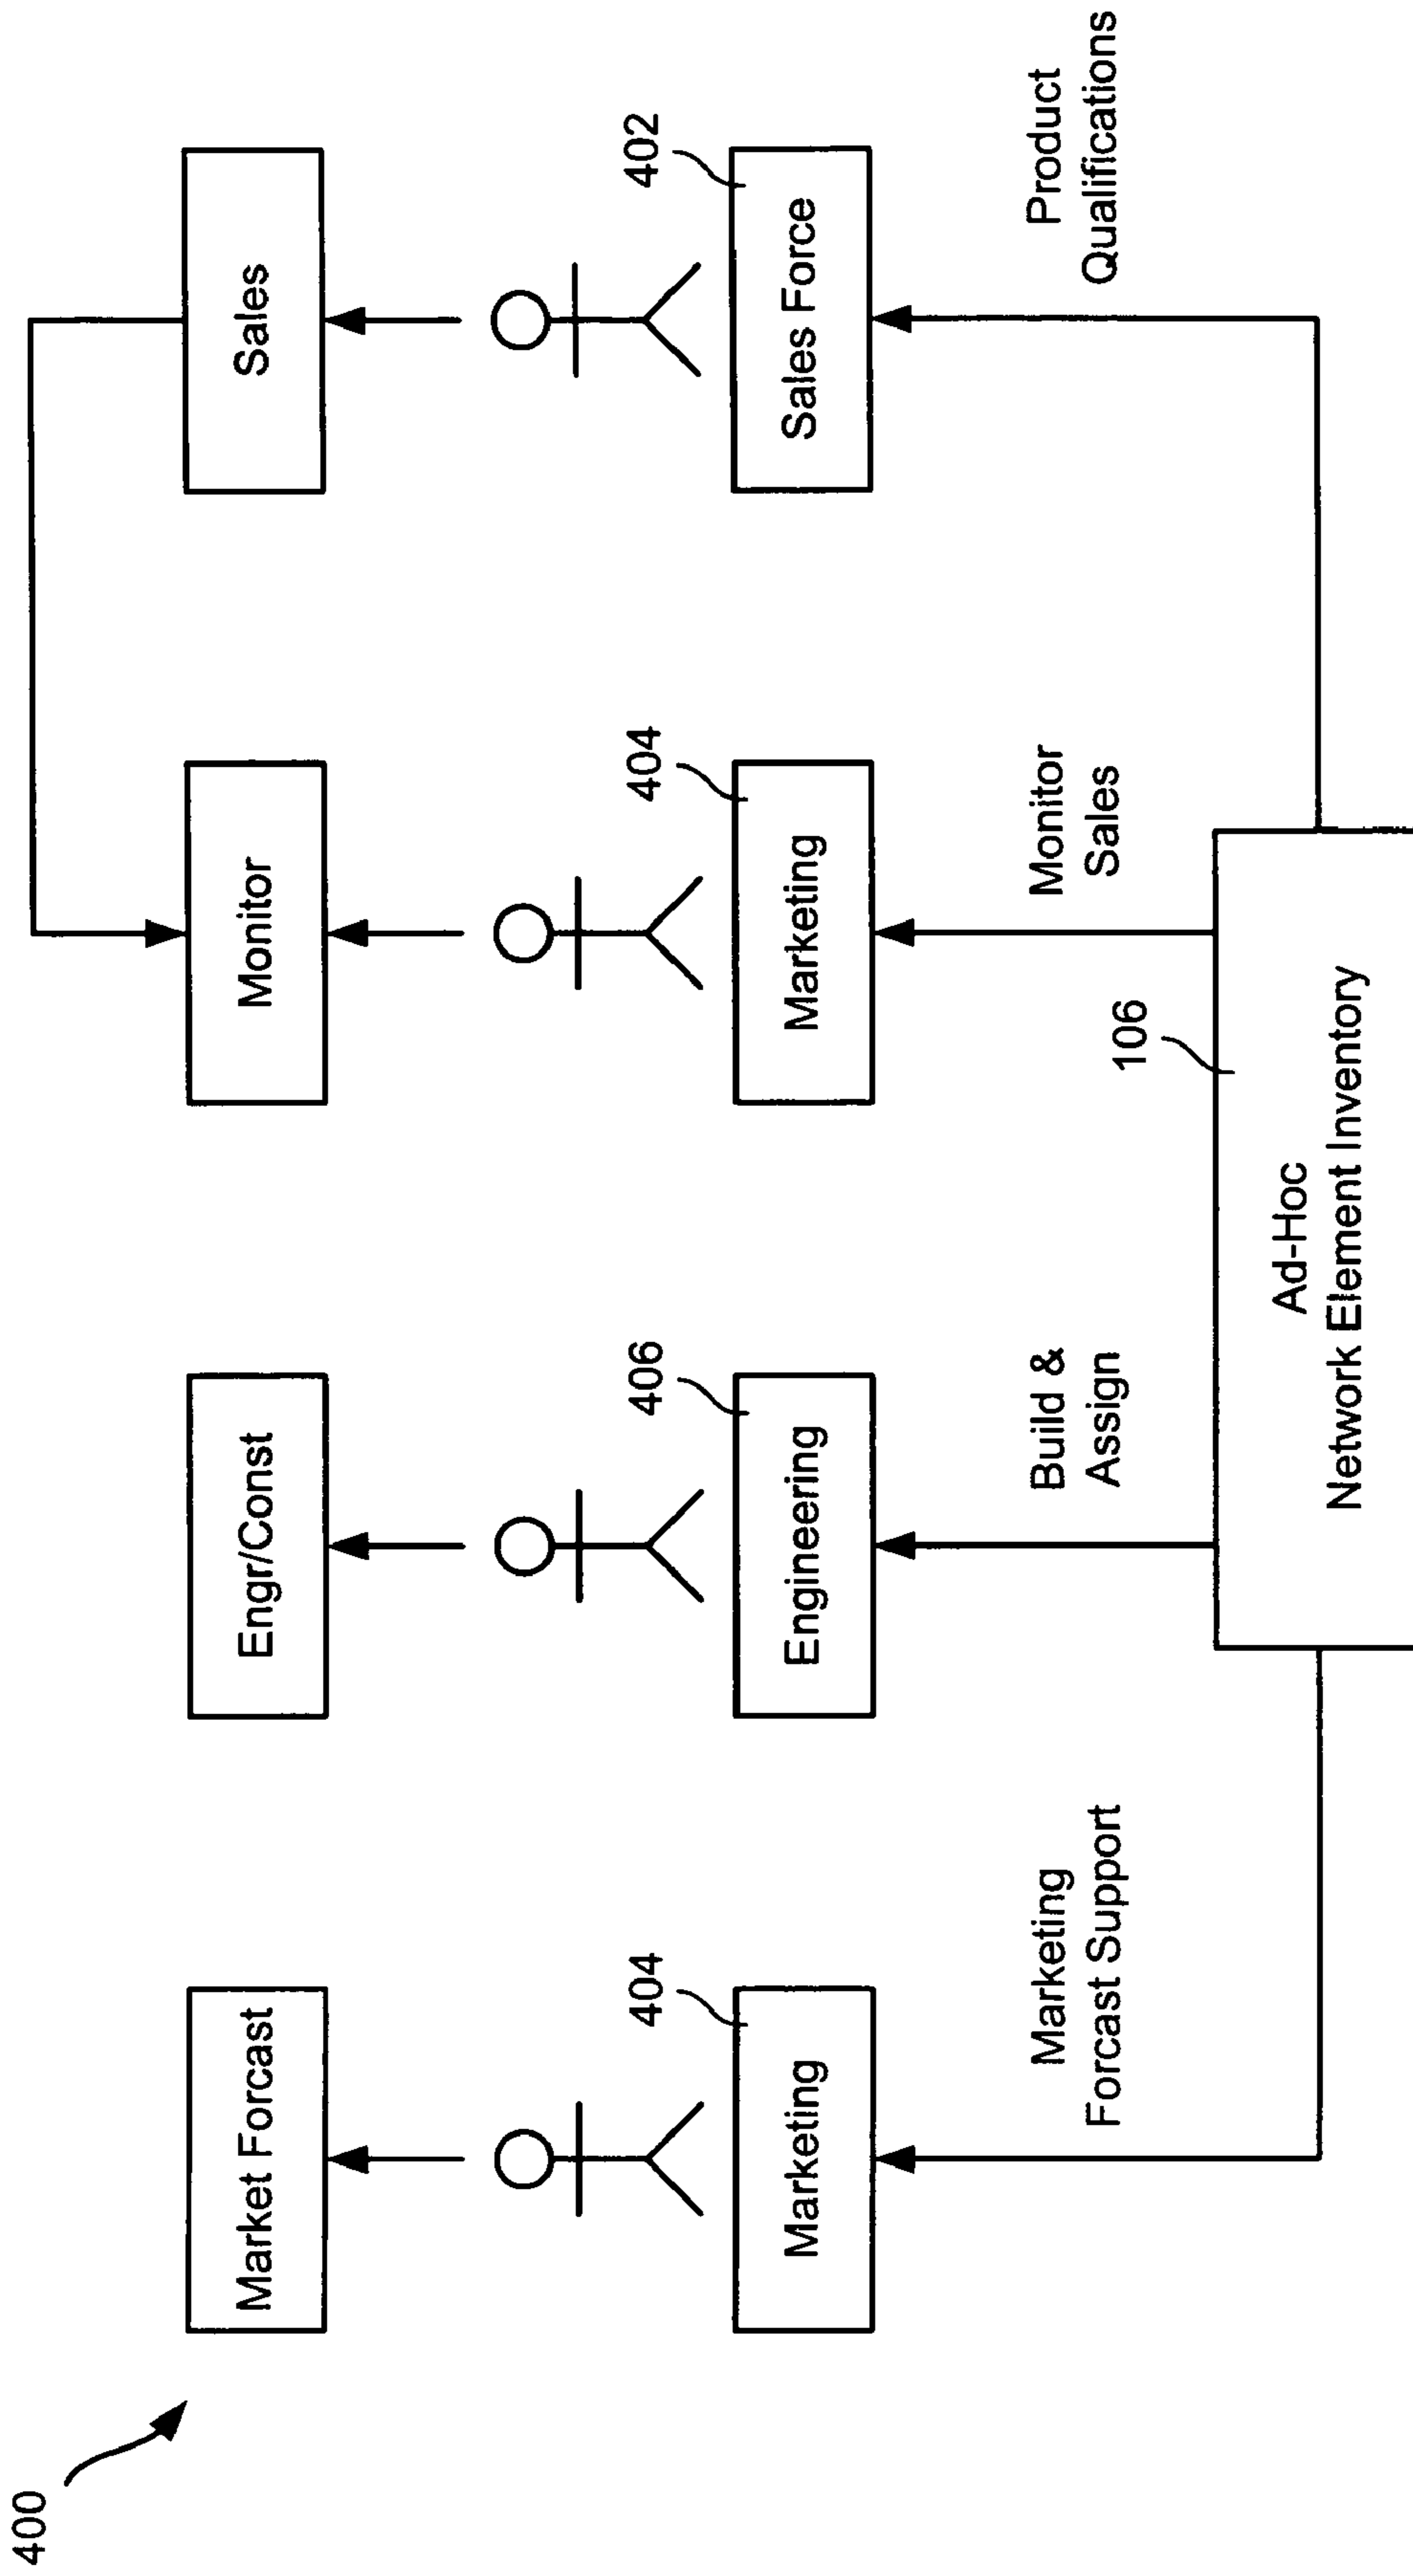 400
Market Forcast
Engr/Const
Monitor
Sales
404
406
404
402
Marketing
Engineering
Marketing
Sales Force
Marketing
Forcast Support
Build &
Assign
Monitor
Sales
Product
Qualifications
106
Ad-Hoc
Network Element Inventory